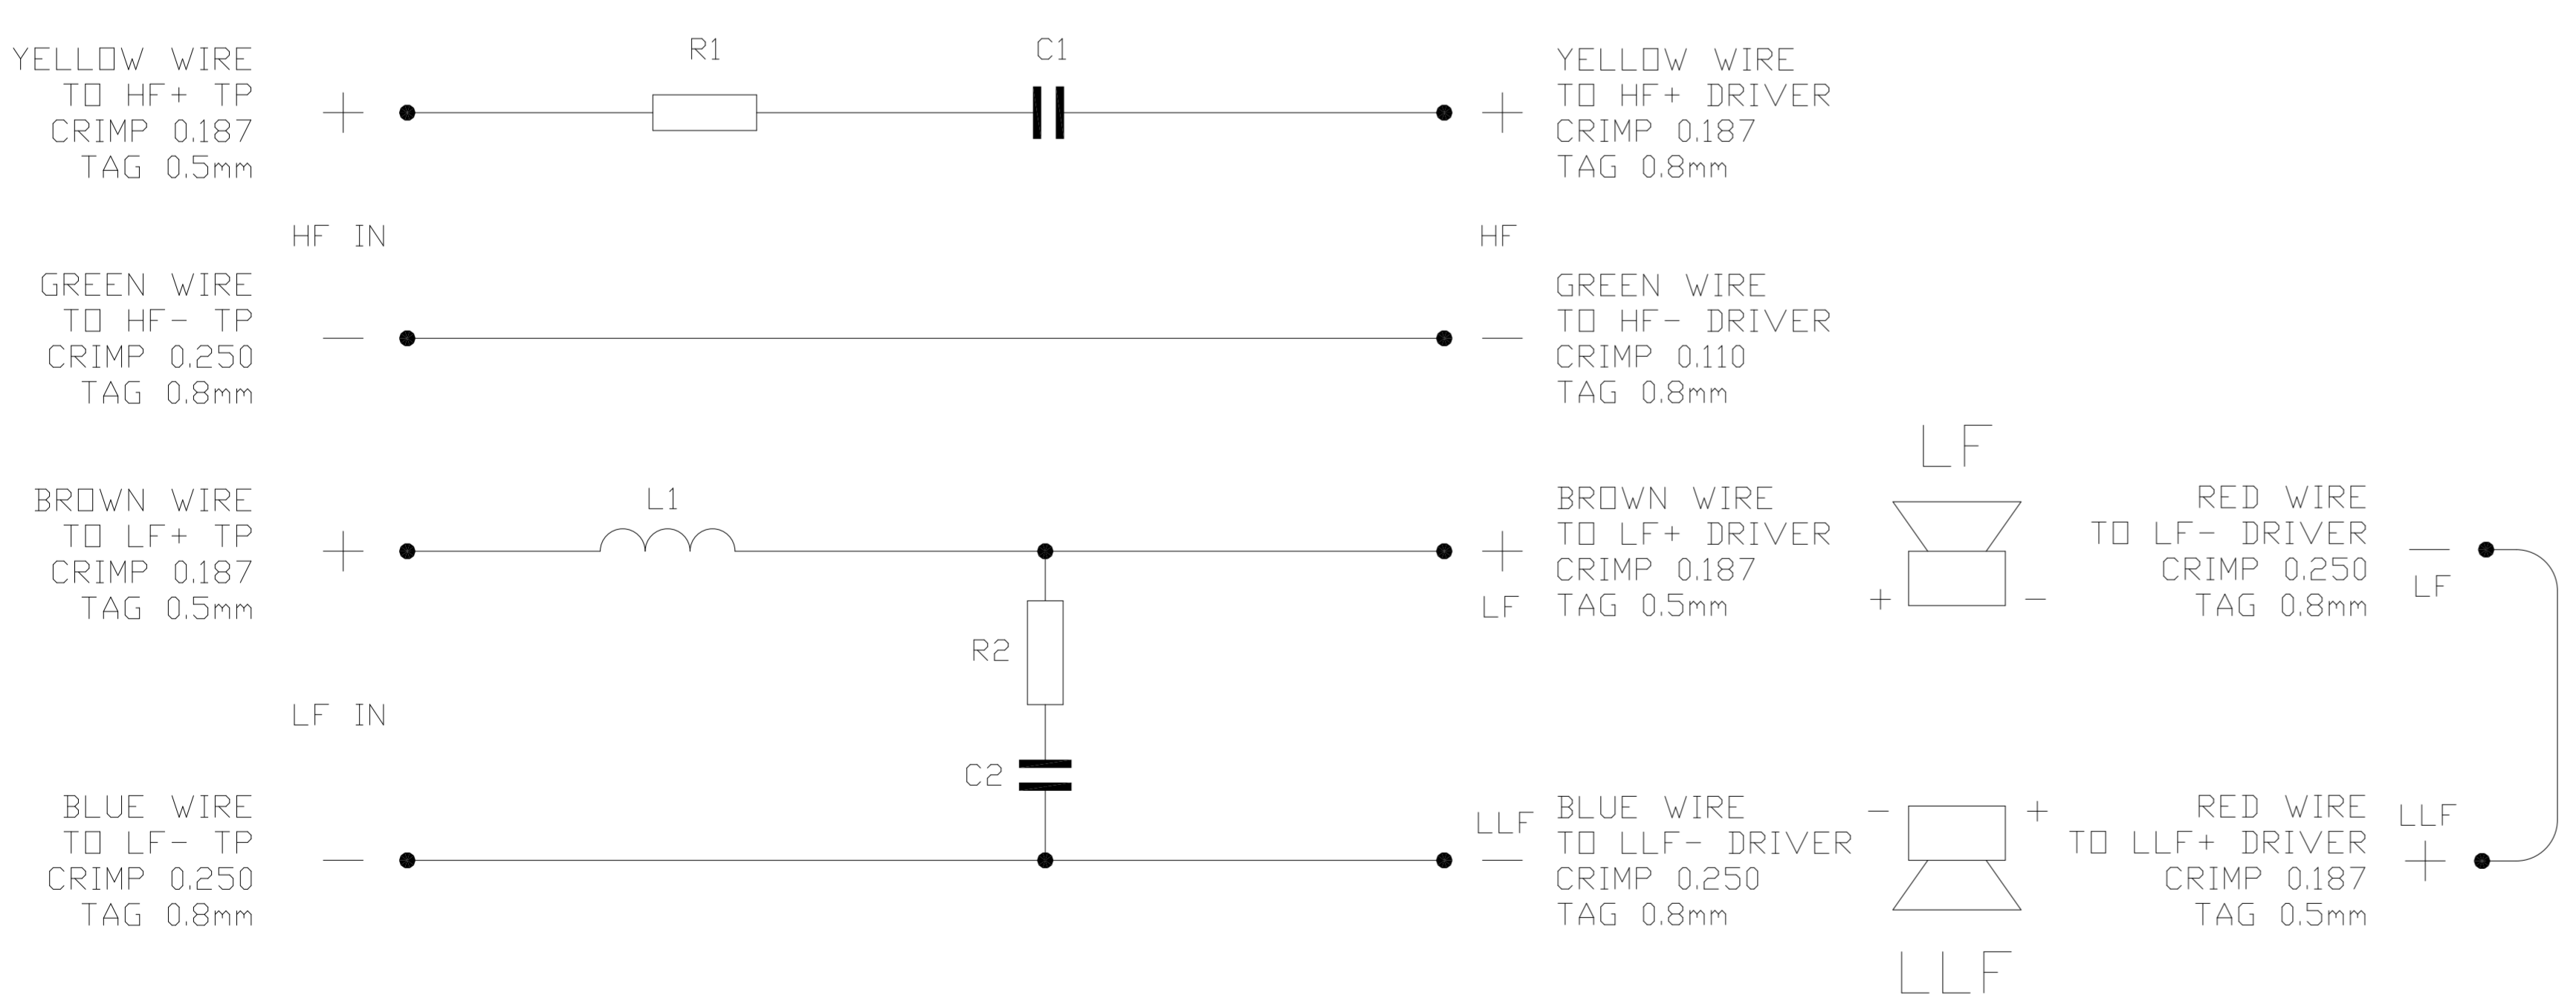 R1
C1
YELLOW WIRE
TO HF+ TP
CRIMP 0.187
TAG 0.5mm
+
+
YELLOW WIRE
TO HF+ DRIVER
CRIMP 0.187
TAG 0.8mm
HF IN
HF
GREEN WIRE
TO HF- TP
CRIMP 0.250
TAG 0.8mm
-
-
GREEN WIRE
TO HF- DRIVER
CRIMP 0.110
TAG 0.8mm
BROWN WIRE
TO LF+ TP
CRIMP 0.187
TAG 0.5mm
+
L1
+
LF
BROWN WIRE
TO LF+ DRIVER
CRIMP 0.187
TAG 0.5mm
LF
+
-
RED WIRE
TO LF- DRIVER
CRIMP 0.250
TAG 0.8mm
-
LF
R2
LF IN
C2
BLUE WIRE
TO LF- TP
CRIMP 0.250
TAG 0.8mm
-
LLF
-
BLUE WIRE
TO LLF- DRIVER
CRIMP 0.250
TAG 0.8mm
-
+
LLF
RED WIRE
TO LLF+ DRIVER
CRIMP 0.187
TAG 0.5mm
LLF
+